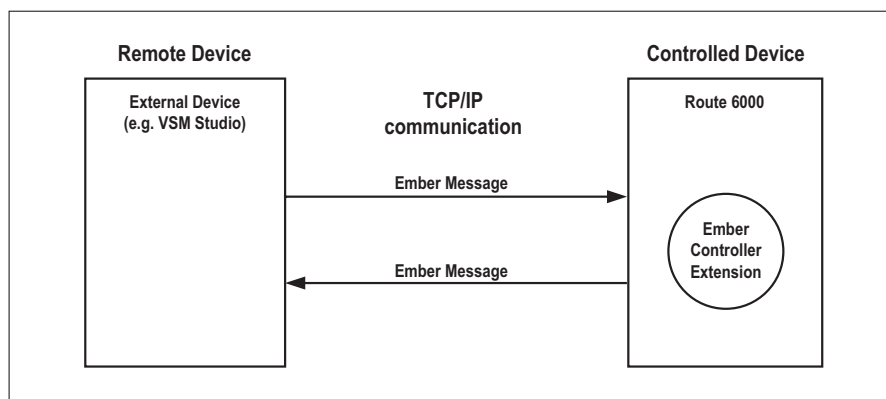 Remote Device
External Device
(e.g. VSM Studio)
TCP/IP
communication
Ember Message
Ember Message
Controlled Device
Route 6000
Ember
Controller
Extension